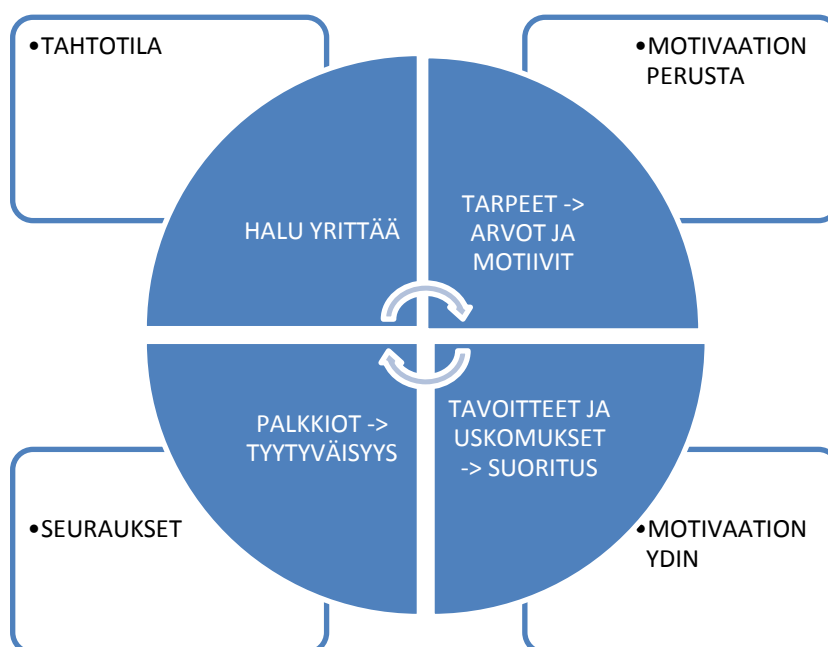 •TAHTOTILA
•MOTIVAATION
PERUSTA
HALU YRITTÄÄ
TARPEET ->
ARVOT JA
MOTIIVIT
PALKKIOT ->
TYYTYVÄISYYS
TAVOITTEET JA
USKOMUKSET
-> SUORITUS
•SEURAUKSET
•MOTIVAATION
YDIN